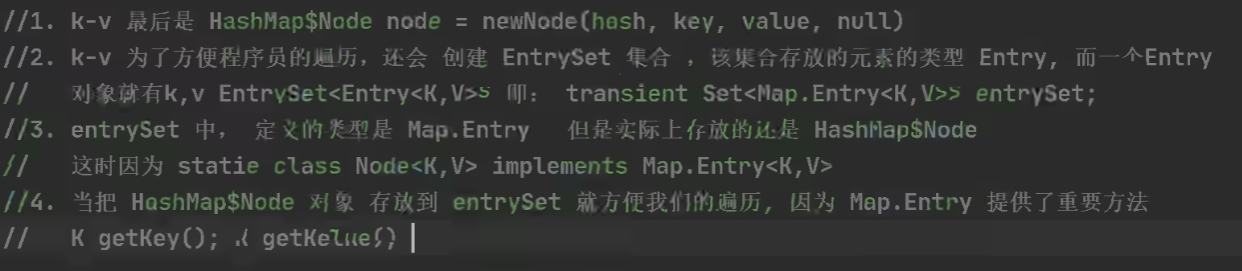 //1. k-v 最后是 HashMap$Node node = newNode(hash, key, value, null)
//2. k-v 为了方便程序员的遍历，还会 创建 EntrySet 集合 ，该集合存放的元素的类型 Entry, 而一个Entry
// 对象就有k,v EntrySet<Entry<K,V>> 即： transient Set<Map.Entry<K,V>> entrySet;
//3. entrySet 中， 定义的类型是 Map.Entry 但是实际上存放的还是 HashMap$Node
// 这时因为 static class Node<K,V> implements Map.Entry<K,V>
//4. 当把 HashMap$Node 对象 存放到 entrySet 就方便我们的遍历, 因为 Map.Entry 提供了重要方法
// K getKey();